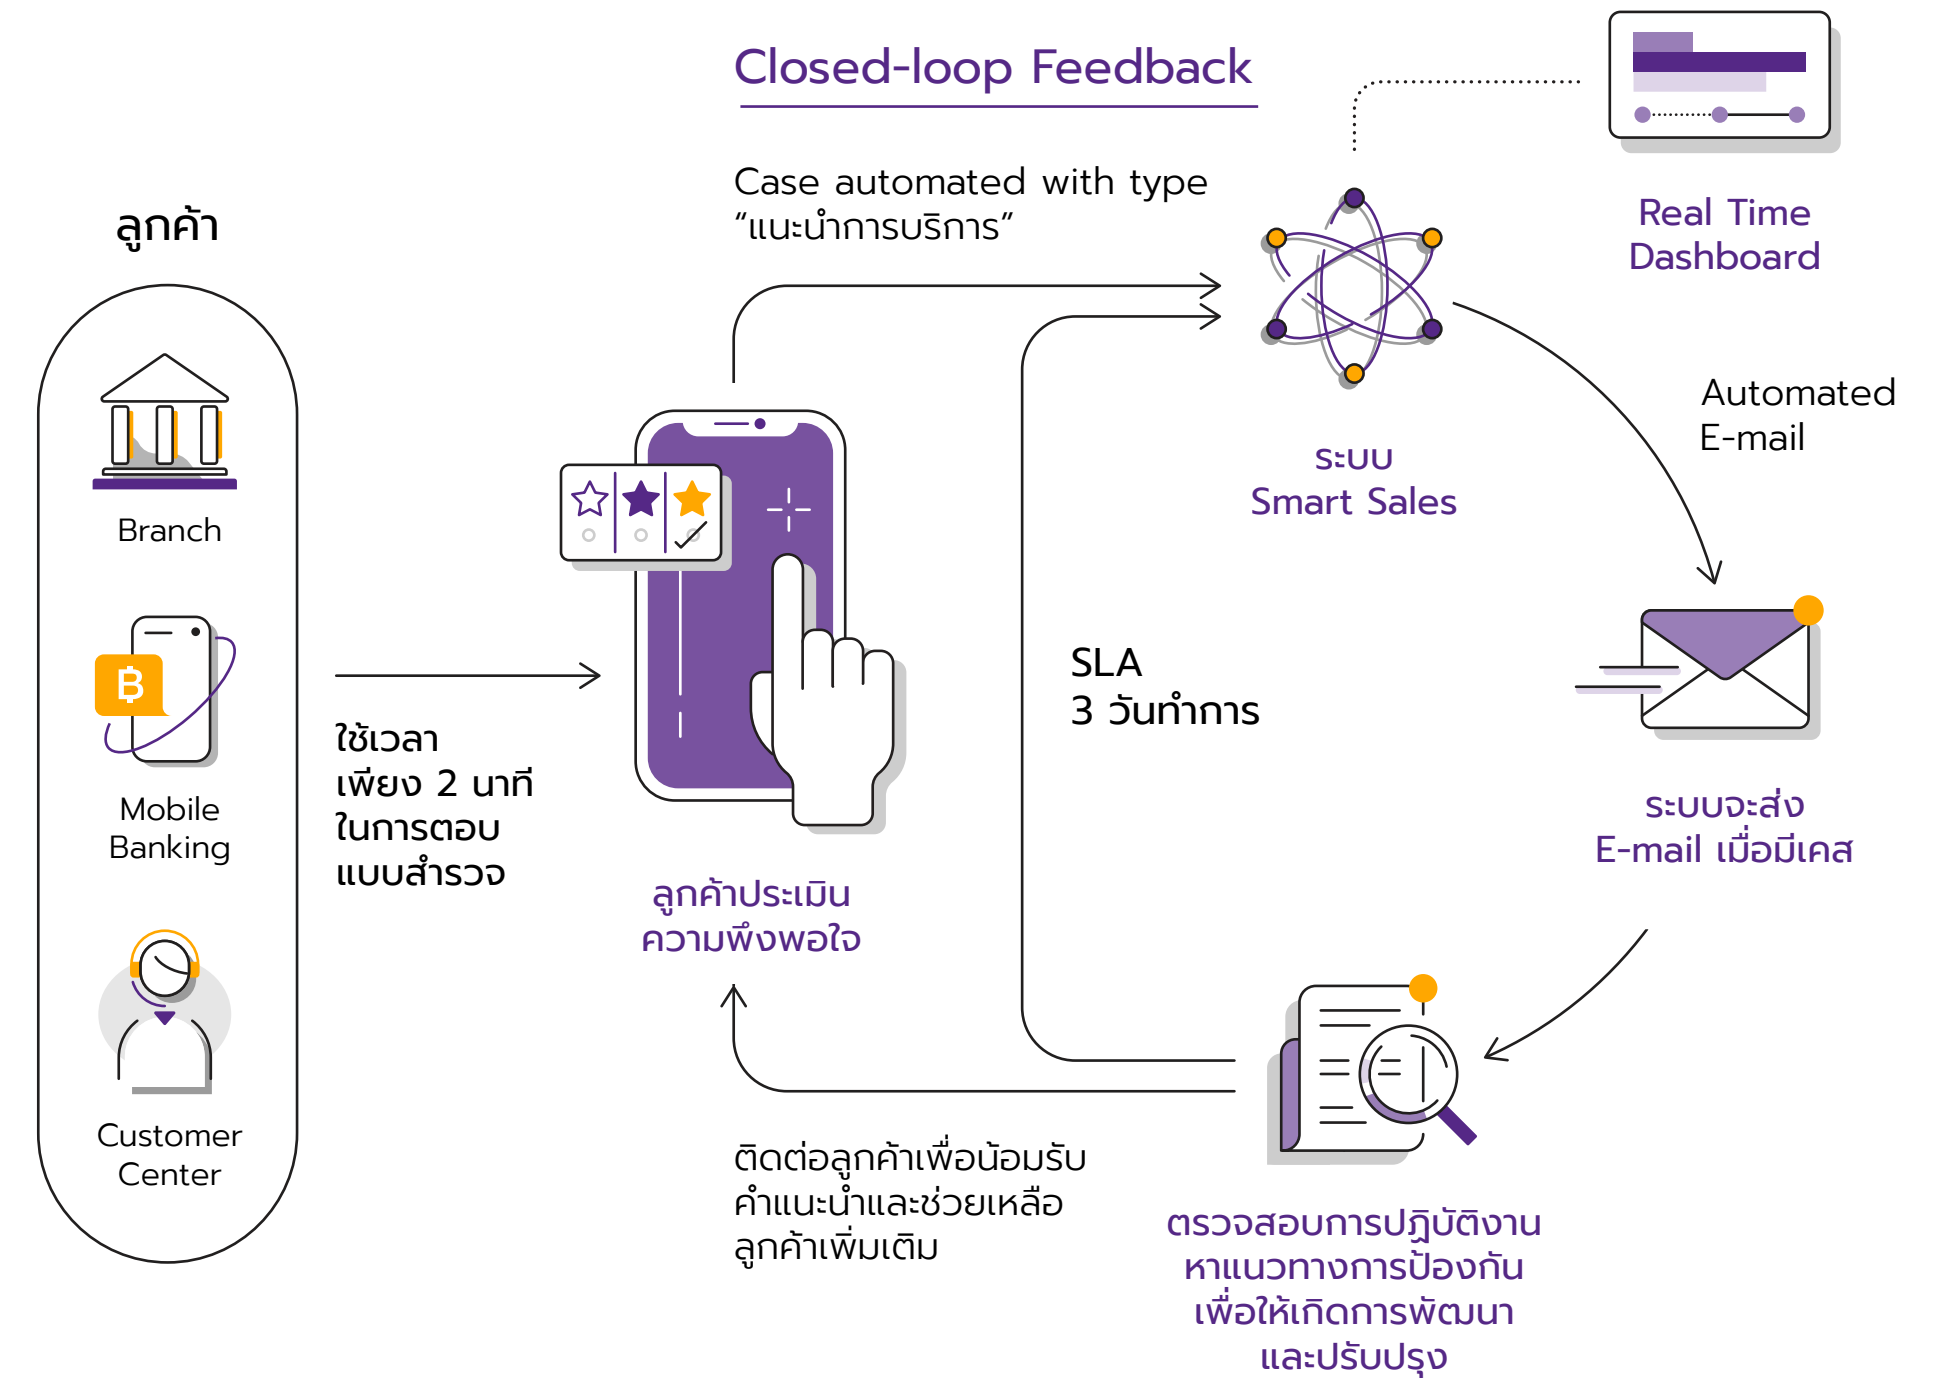 Closed-loop Feedback
Case automated with type
“แนะนำการบริการ”
Real Time
Dashboard
ลูกค้า
Branch
Mobile
Banking
Customer
Center
ใช้เวลา
เพียง 2 นาที
ในการตอบ
แบบสำรวจ
ลูกค้าประเมิน
ความพึงพอใจ
ระบบ
Smart Sales
Automated
E-mail
SLA
3 วันทำการ
ระบบจะส่ง
E-mail เมื่อมีเคส
ติดต่อลูกค้าเพื่อน้อมรับ
คำแนะนำและช่วยเหลือ
ลูกค้าเพิ่มเติม
ตรวจสอบการปฏิบัติงาน
หาแนวทางการป้องกัน
เพื่อให้เกิดการพัฒนา
และปรับปรุง